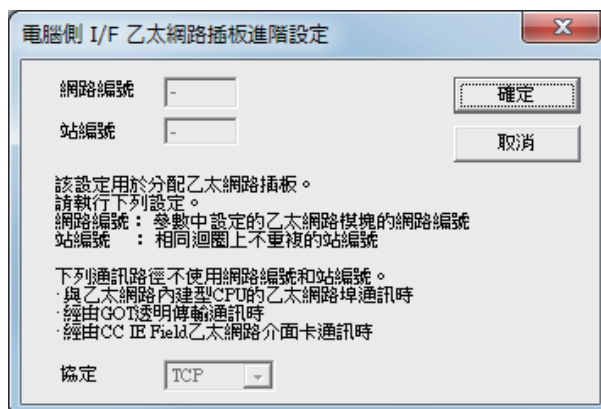 電腦側 I/F 乙太網路插板進階設定
網路編號 -
確定
站編號 -
取消
該設定用於分配乙太網路插板。
請執行下列設定。
網路編號： 參數中設定的乙太網路模塊的網路編號
站編號 ： 相同迴圈上不重複的站編號
下列通訊路徑不使用網路編號和站編號。
·與乙太網路內建型CPU的乙太網路埠通訊時
·經由GOT透明傳輸通訊時
·經由CC IE Field乙太網路介面卡通訊時
協定 TCP